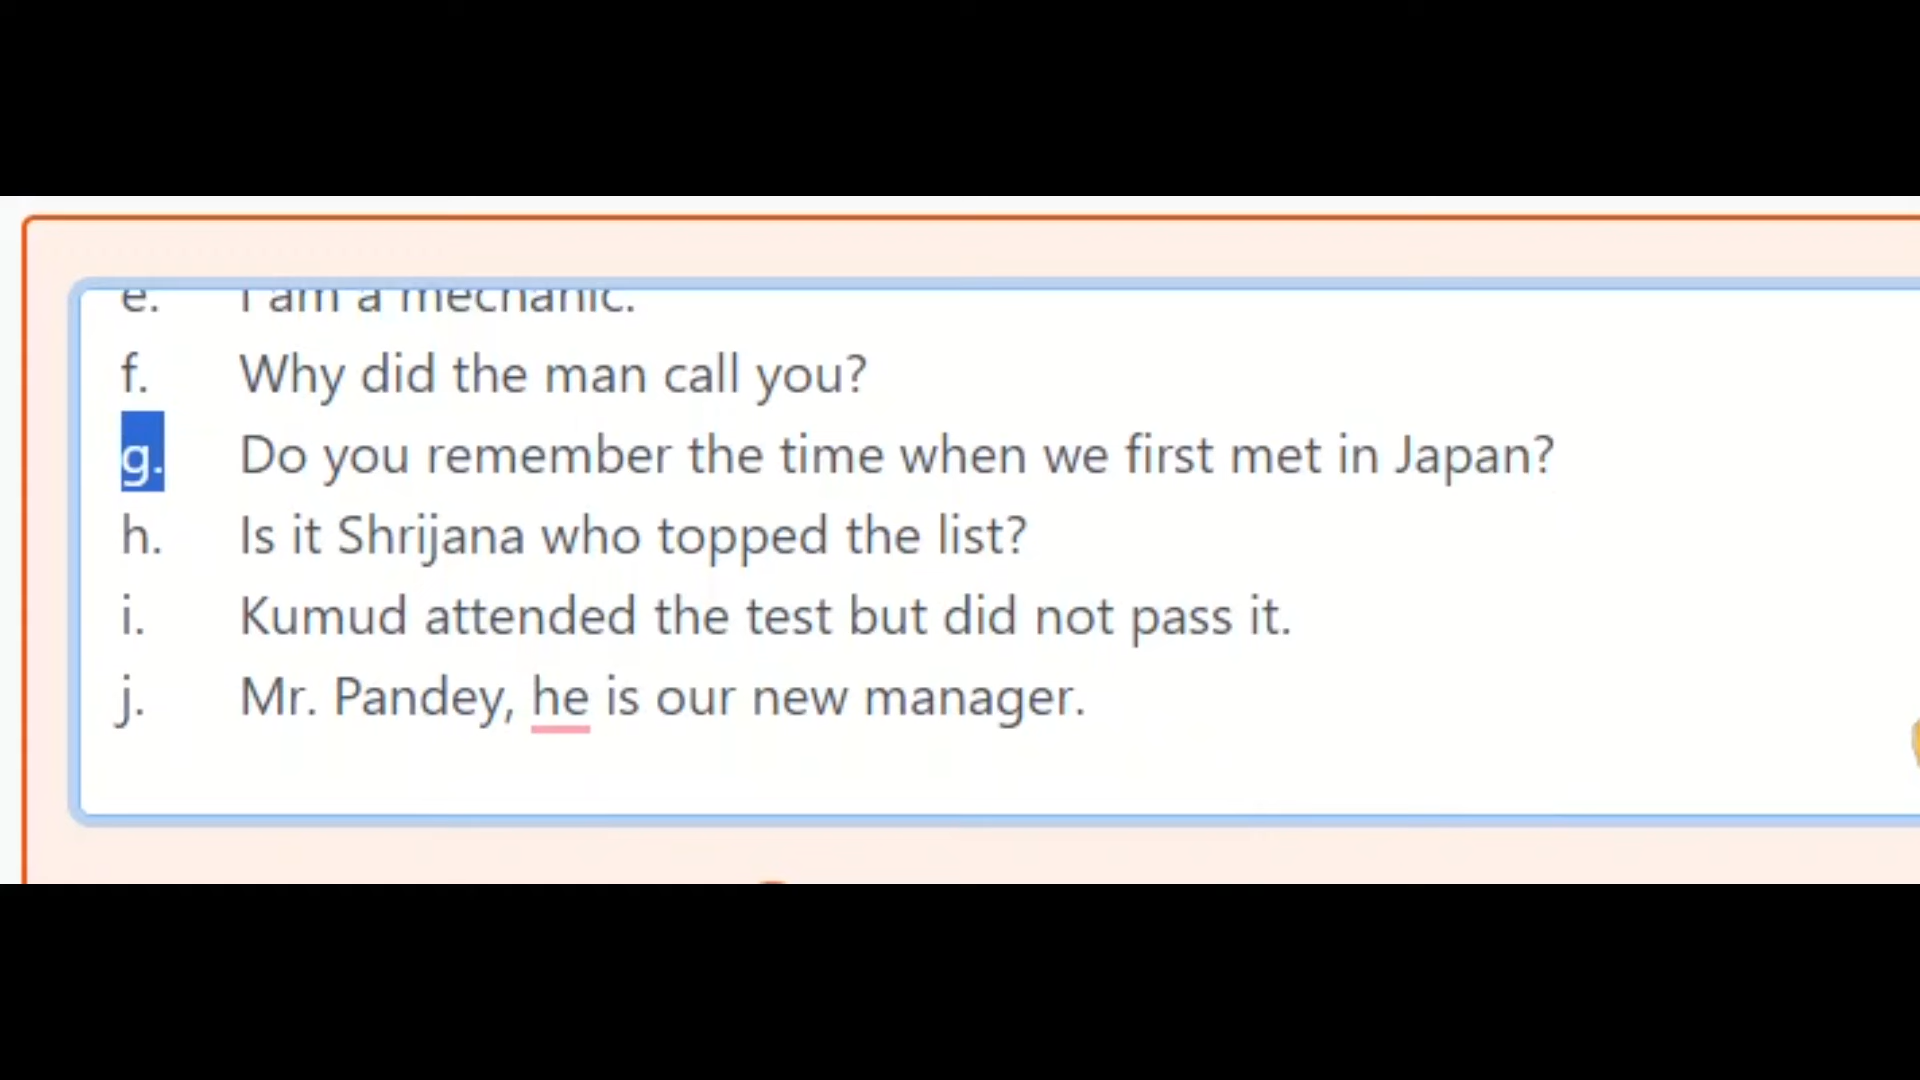 e. I am a mechanic.
f. Why did the man call you?
g. Do you remember the time when we first met in Japan?
h. Is it Shrijana who topped the list?
i. Kumud attended the test but did not pass it.
j. Mr. Pandey, he is our new manager.